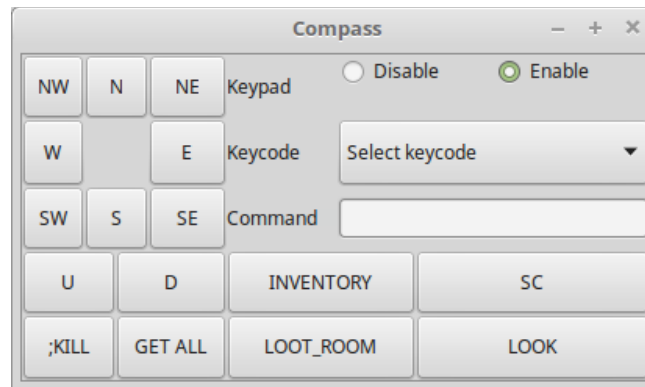 Compass
NW N NE Keypad Disable Enable
W E Keycode Select keycode
SW S SE Command
U D INVENTORY SC
;KILL GET ALL LOOT_ROOM LOOK